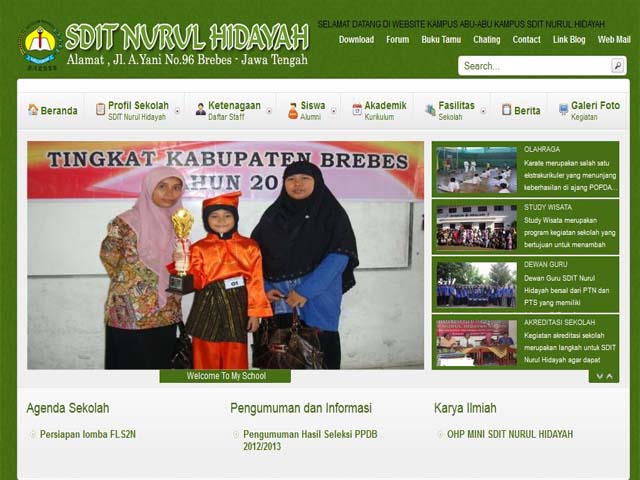 SELAMAT DATANG DI WEBSITE KAMPUS ABU-ABU KAMPUS SDIT NURUL HIDAYAH
SDIT NURUL HIDAYAH
Alamat , Jl. A.Yani No.96 Brebes - Jawa Tengah
Download Forum Buku Tamu Chating Contact Link Blog Web Mail
Search...
Beranda
Profil Sekolah
SDIT Nurul Hidayah
Ketenagaan
Daftar Staff
Siswa
Alumni
Akademik
Kurikulum
Fasilitas
Sekolah
Berita
Galeri Foto
Kegiatan
TINGKAT KABUPATEN BREBES
TAHUN 20
01
Welcome To My School
OLAHRAGA
Karate merupakan salah satu
ekstrakurikuler yang menunjang
keberhasilan di ajang POPDA...
STUDY WISATA
Study Wisata merupakan
program kegiatan sekolah yang
bertujuan untuk menambah
DEWAN GURU
Dewan Guru SDIT Nurul
Hidayah berasal dari PTN dan
PTS yang memiliki
AKREDITASI SEKOLAH
Kegiatan akreditasi sekolah
merupakan langkah untuk SDIT
Nurul Hidayah agar dapat
Agenda Sekolah
Persiapan lomba FLS2N
Pengumuman dan Informasi
Pengumuman Hasil Seleksi PPDB
2012/2013
Karya Ilmiah
OHP MINI SDIT NURUL HIDAYAH